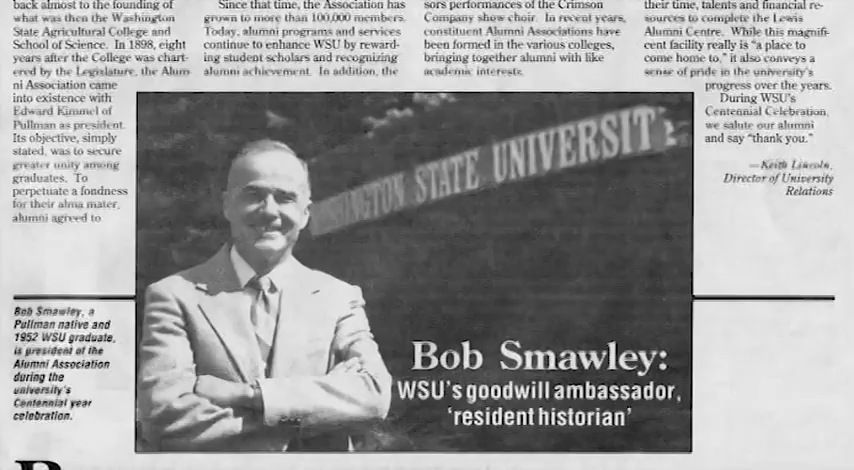 back almost to the founding of
what was then the Washington
State Agricultural College and
School of Science. In 1898, eight
years after the College was chart-
ered by the Legislature, the Alum-
ni Association came
into existence with
Edward Kimmel of
Pullman as president.
Its objective, simply
stated, was to secure
greater unity among
graduates. To
perpetuate a fondness
for their alma mater,
alumni agreed to
Since that time, the Association has
grown to more than 100,000 members.
Today, alumni programs and services
continue to enhance WSU by reward-
ing student scholars and recognizing
alumni achievement. In addition, the
sors performances of the Crimson
Company show choir. In recent years,
constituent Alumni Associations have
been formed in the various colleges,
bringing together alumni with like
academic interests.
their time, talents and financial re-
sources to complete the Lewis
Alumni Centre. While this magnifi-
cent facility really is "a place to
come home to," it also conveys a
sense of pride in the university's
progress over the years.
During WSU's
Centennial Celebration,
we salute our alumni
and say "thank you."
—Keith Lincoln,
Director of University
Relations
STATE UNIVERSITY
Bob Smawley, a
Pullman native and
1952 WSU graduate,
is president of the
Alumni Association
during the
university's
Centennial year
celebration.
Bob Smawley:
WSU's goodwill ambassador,
'resident historian'